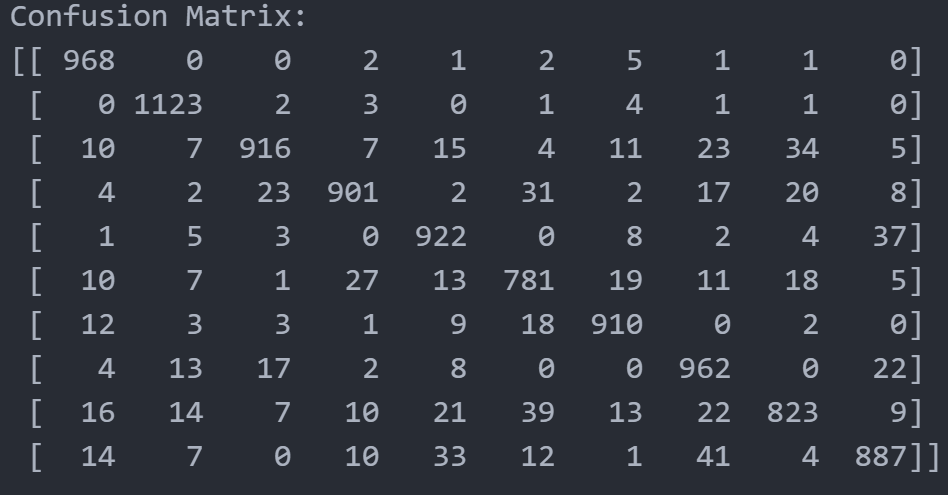 Confusion Matrix:
[[ 968    0    0    2    1    2    5    1    1    0]
 [   0 1123    2    3    0    1    4    1    1    0]
 [  10    7  916    7   15    4   11   23   34    5]
 [   4    2   23  901    2   31    2   17   20    8]
 [   1    5    3    0  922    0    8    2    4   37]
 [  10    7    1   27   13  781   19   11   18    5]
 [  12    3    3    1    9   18  910    0    2    0]
 [   4   13   17    2    8    0    0  962    0   22]
 [  16   14    7   10   21   39   13   22  823    9]
 [  14    7    0   10   33   12    1   41    4  887]]